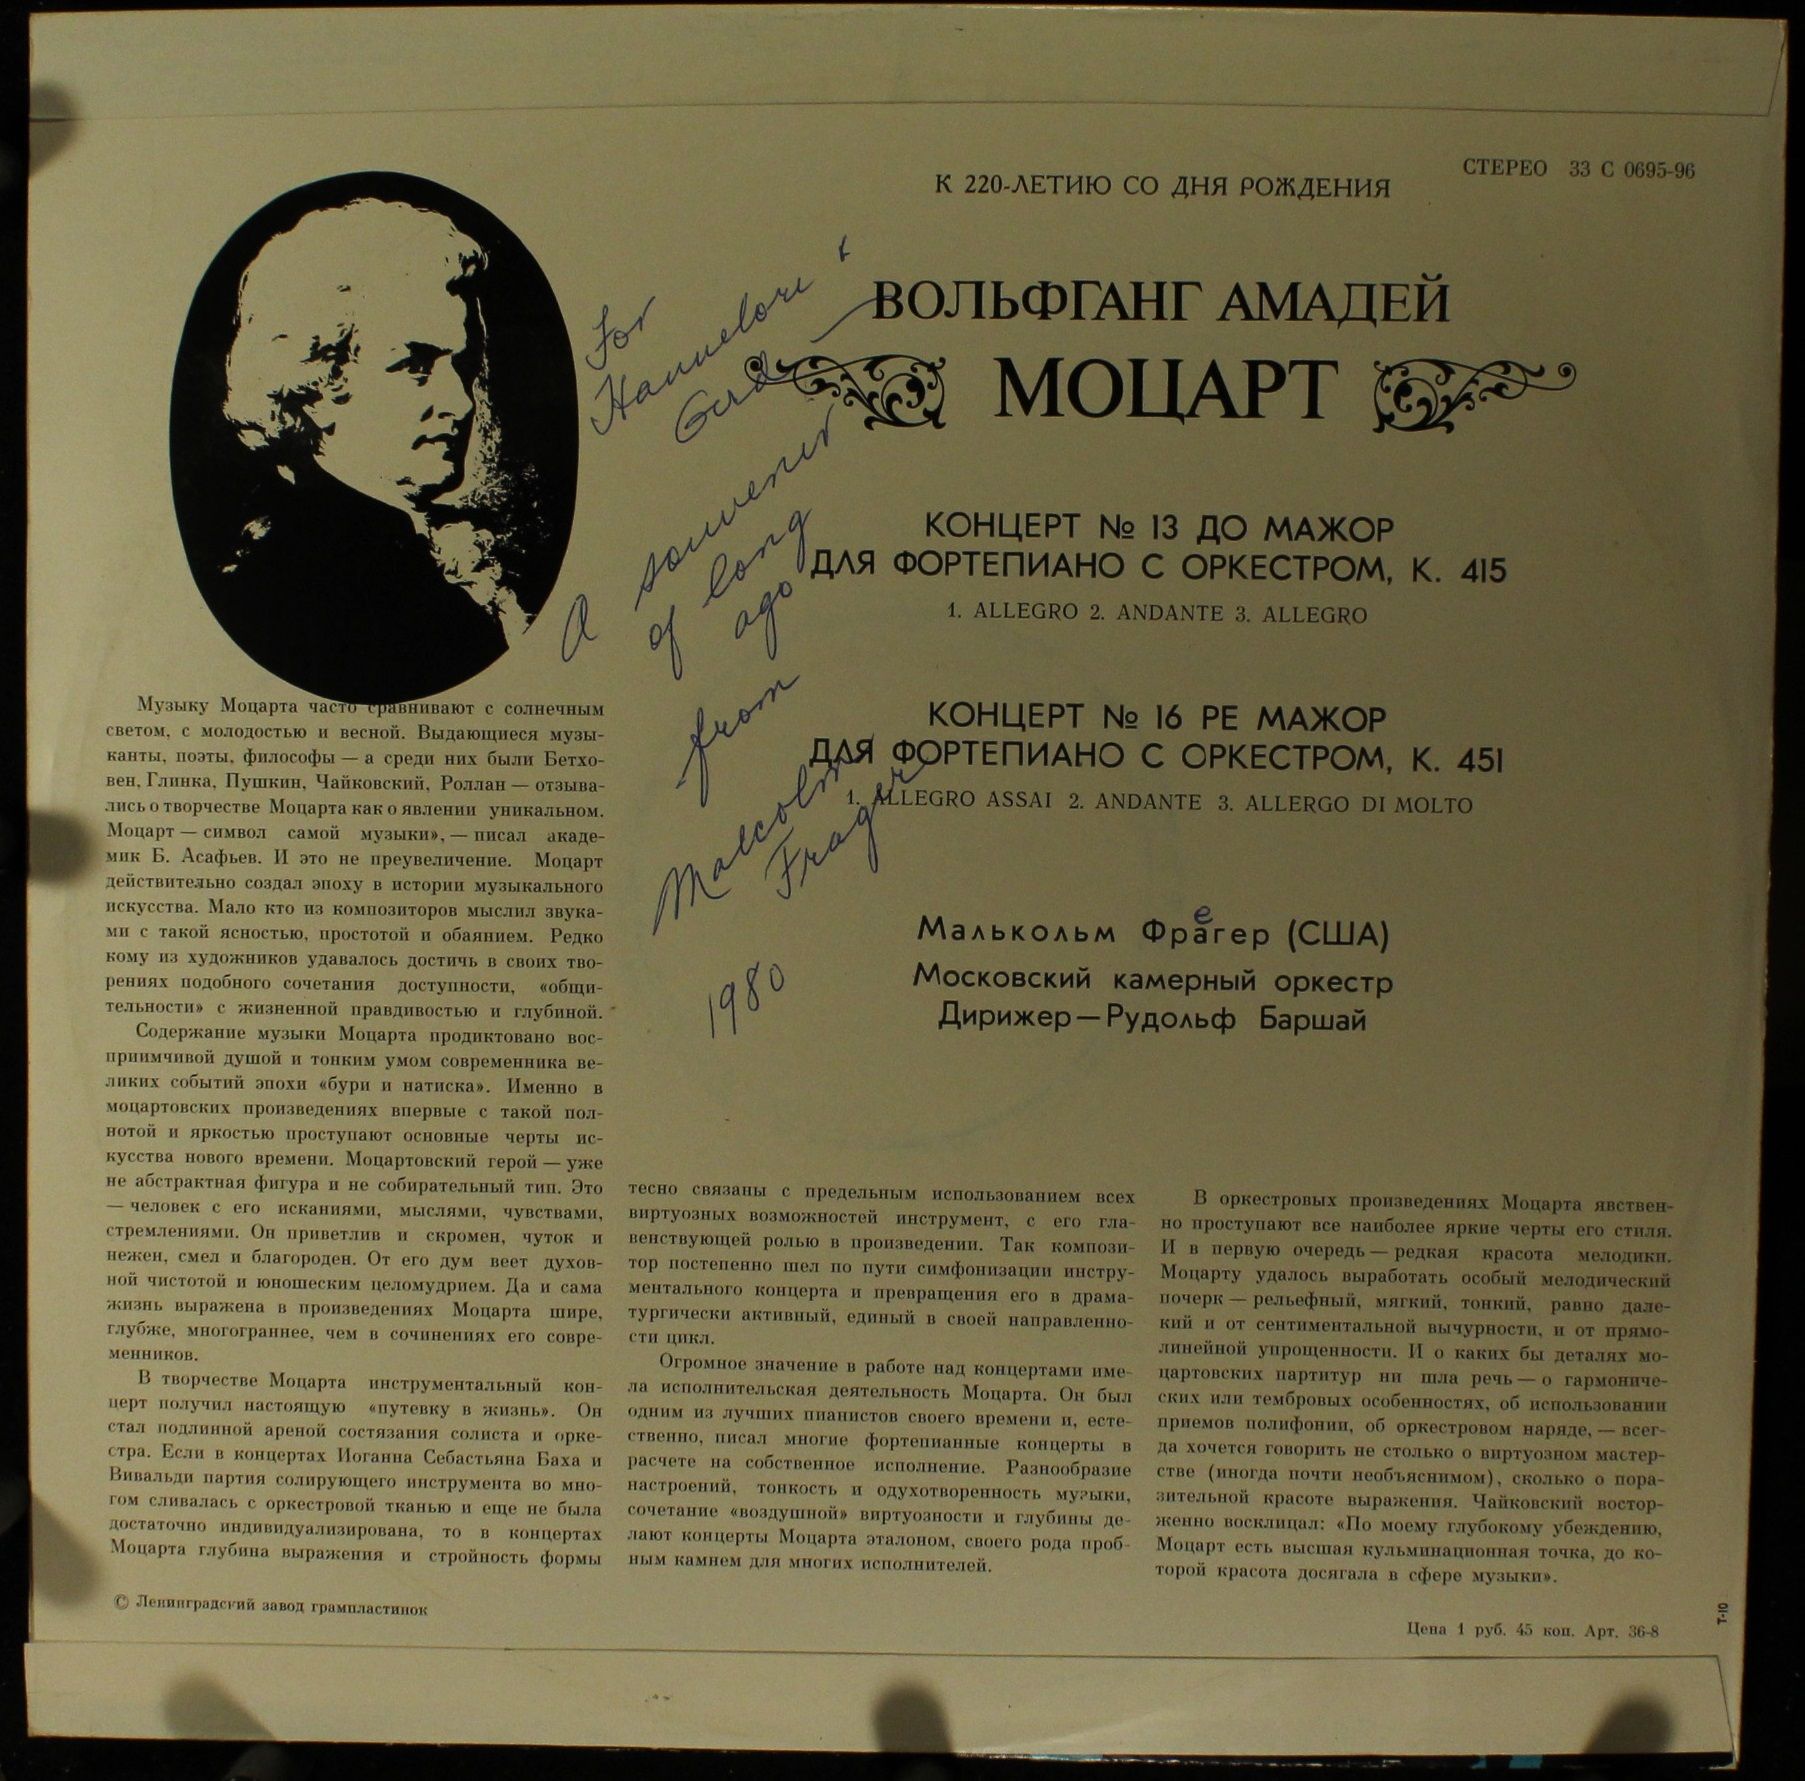 СТЕРЕО 33 С 0695-96
К 220-ЛЕТИЮ СО ДНЯ РОЖДЕНИЯ
ВОЛЬФГАНГ АМАДЕЙ
МОЦАРТ
For
Hannelore &
Gerd —
A souvenir
of long
ago
from
Malcolm
Frager
1980
КОНЦЕРТ № 13 ДО МАЖОР
ДЛЯ ФОРТЕПИАНО С ОРКЕСТРОМ, К. 415
1. ALLEGRO 2. ANDANTE 3. ALLEGRO
КОНЦЕРТ № 16 РЕ МАЖОР
ДЛЯ ФОРТЕПИАНО С ОРКЕСТРОМ, К. 451
1. ALLEGRO ASSAI 2. ANDANTE 3. ALLERGO DI MOLTO
е
Малькольм Фрагер (США)
Московский камерный оркестр
Дирижер — Рудольф Баршай
Музыку Моцарта часто сравнивают с солнечным
светом, с молодостью и весной. Выдающиеся музы-
канты, поэты, философы — а среди них были Бетхо-
вен, Глинка, Пушкин, Чайковский, Роллан — отзыва-
лись о творчестве Моцарта как о явлении уникальном.
Моцарт — символ самой музыки», — писал акаде-
мик Б. Асафьев. И это не преувеличение. Моцарт
действительно создал эпоху в истории музыкального
искусства. Мало кто из композиторов мыслил звука-
ми с такой ясностью, простотой и обаянием. Редко
кому из художников удавалось достичь в своих тво-
рениях подобного сочетания доступности, «общи-
тельности» с жизненной правдивостью и глубиной.
Содержание музыки Моцарта продиктовано вос-
приимчивой душой и тонким умом современника ве-
ликих событий эпохи «бури и натиска». Именно в
моцартовских произведениях впервые с такой пол-
нотой и яркостью проступают основные черты ис-
кусства нового времени. Моцартовский герой — уже
не абстрактная фигура и не собирательный тип. Это
— человек с его исканиями, мыслями, чувствами,
стремлениями. Он приветлив и скромен, чуток и
нежен, смел и благороден. От его дум веет духов-
ной чистотой и юношеским целомудрием. Да и сама
жизнь выражена в произведениях Моцарта шире,
глубже, многограннее, чем в сочинениях его совре-
менников.
В творчестве Моцарта инструментальный кон-
церт получил настоящую «путевку в жизнь». Он
стал подлинной ареной состязания солиста и орке-
стра. Если в концертах Иоганна Себастьяна Баха и
Вивальди партия солирующего инструмента во мно-
гом сливалась с оркестровой тканью и еще не была
достаточно индивидуализирована, то в концертах
Моцарта глубина выражения и стройность формы
тесно связаны с предельным использованием всех
виртуозных возможностей инструмент, с его гла-
венствующей ролью в произведении. Так компози-
тор постепенно шел по пути симфонизации инстру-
ментального концерта и превращения его в драма-
тургически активный, единый в своей направленно-
сти цикл.
Огромное значение в работе над концертами име-
ла исполнительская деятельность Моцарта. Он был
одним из лучших пианистов своего времени и, есте-
ственно, писал многие фортепианные концерты в
расчете на собственное исполнение. Разнообразие
настроений, тонкость и одухотворенность музыки,
сочетание «воздушной» виртуозности и глубины де-
лают концерты Моцарта эталоном, своего рода проб-
ным камнем для многих исполнителей.
В оркестровых произведениях Моцарта явствен-
но проступают все наиболее яркие черты его стиля.
И в первую очередь — редкая красота мелодики.
Моцарту удалось выработать особый мелодический
почерк — рельефный, мягкий, тонкий, равно дале-
кий и от сентиментальной вычурности, и от прямо-
линейной упрощенности. И о каких бы деталях мо-
цартовских партитур ни шла речь — о гармониче-
ских или тембровых особенностях, об использовании
приемов полифонии, об оркестровом наряде, — всег-
да хочется говорить не столько о виртуозном мастер-
стве (иногда почти необъяснимом), сколько о пора-
зительной красоте выражения. Чайковский востор-
женно восклицал: «По моему глубокому убеждению,
Моцарт есть высшая кульминационная точка, до ко-
торой красота досягала в сфере музыки».
© Ленинградский завод грампластинок
Цена 1 руб. 45 коп. Арт. 36-8
Т-10